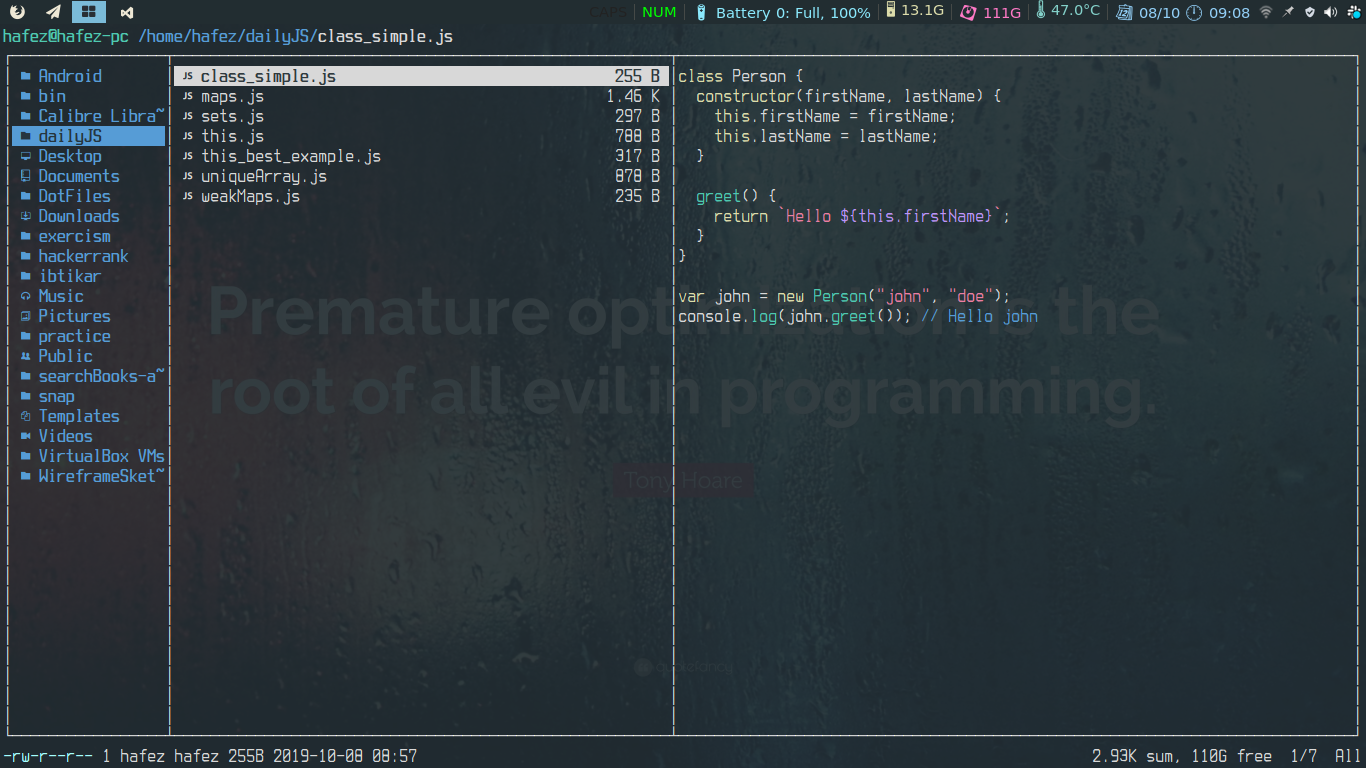 CAPS NUM Battery 0: Full, 100% 13.1G 111G 47.0°C 08/10 09:08
hafez@hafez-pc /home/hafez/dailyJS/class_simple.js
Android
bin
Calibre Libra~
dailyJS
Desktop
Documents
DotFiles
Downloads
exercism
hackerrank
ibtikar
Music
Pictures
practice
Public
searchBooks-a~
snap
Templates
Videos
VirtualBox VMs
WireframeSket~
JS class_simple.js 255 B
JS maps.js 1.46 K
JS sets.js 297 B
JS this.js 788 B
JS this_best_example.js 317 B
JS uniqueArray.js 878 B
JS weakMaps.js 235 B
class Person {
constructor(firstName, lastName) {
this.firstName = firstName;
this.lastName = lastName;
}
greet() {
return `Hello ${this.firstName}`;
}
}
var john = new Person("john", "doe");
console.log(john.greet()); // Hello john
Premature is the
root of all evil in programming.
Tony Hoare
-rw-r--r-- 1 hafez hafez 255B 2019-10-08 08:57
2.93K sum, 110G free 1/7 All